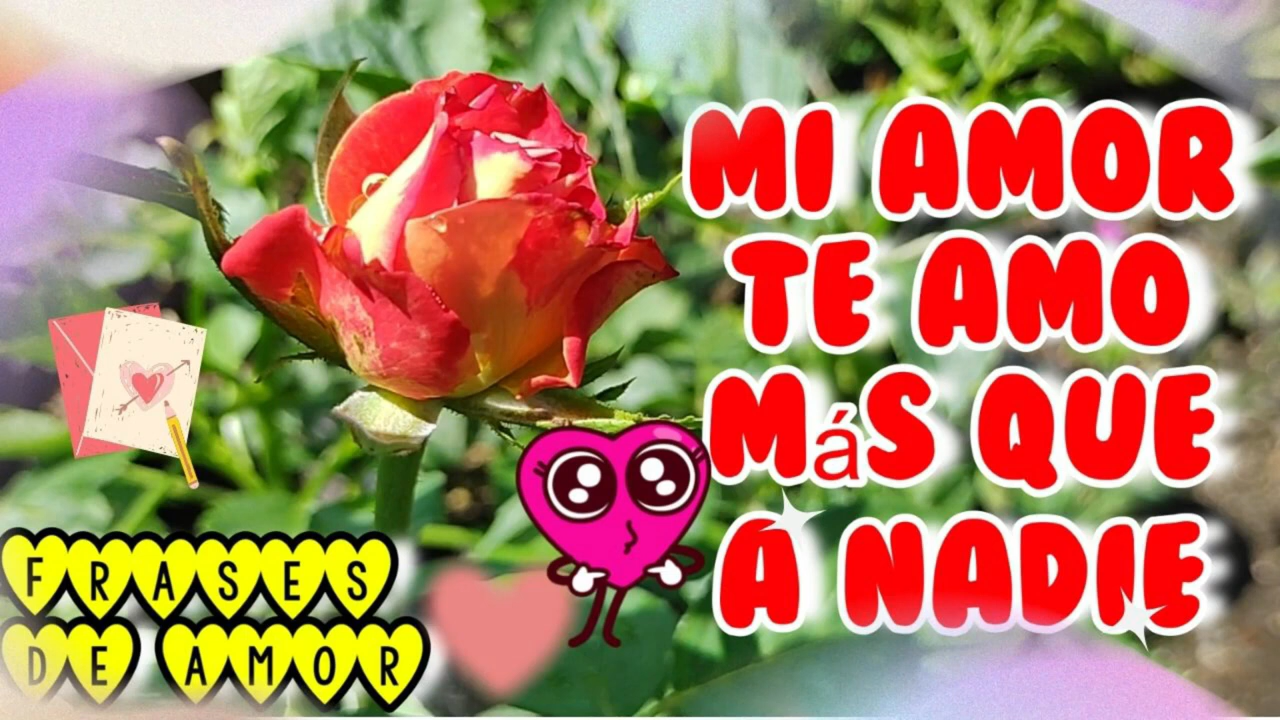 MI AMOR
TE AMO
MáS QUE
A NADIE
FRASES
DE AMOR